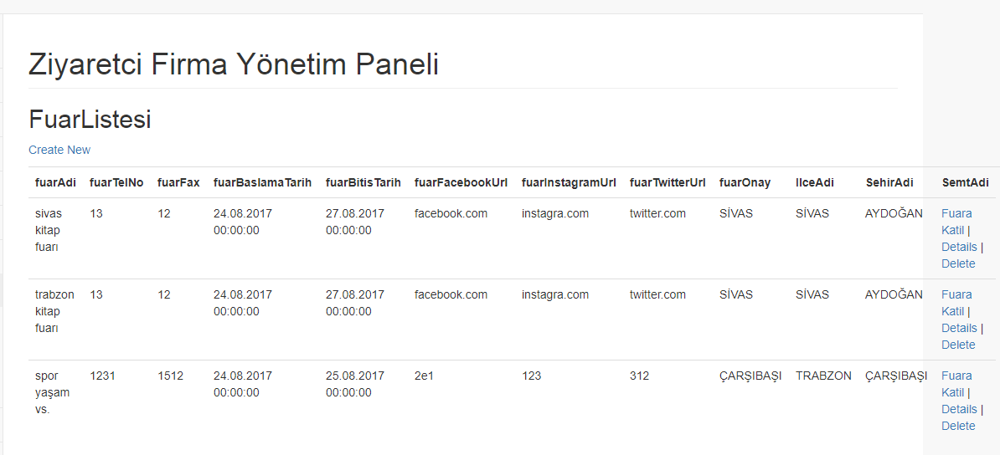 Ziyaretci Firma Yönetim Paneli
FuarListesi
Create New
fuarAdi fuarTelNo fuarFax fuarBaslamaTarih fuarBitisTarih fuarFacebookUrl fuarInstagramUrl fuarTwitterUrl fuarOnay IlceAdi SehirAdi SemtAdi
sivas 13 12 24.08.2017 27.08.2017 facebook.com instagra.com twitter.com SİVAS SİVAS AYDOĞAN Fuara
kitap 00:00:00 00:00:00 Katil |
fuarı Details |
Delete
trabzon 13 12 24.08.2017 27.08.2017 facebook.com instagra.com twitter.com SİVAS SİVAS AYDOĞAN Fuara
kitap 00:00:00 00:00:00 Katil |
fuarı Details |
Delete
spor 1231 1512 24.08.2017 25.08.2017 2e1 123 312 ÇARŞIBAŞI TRABZON ÇARŞIBAŞI Fuara
yaşam 00:00:00 00:00:00 Katil |
vs. Details |
Delete